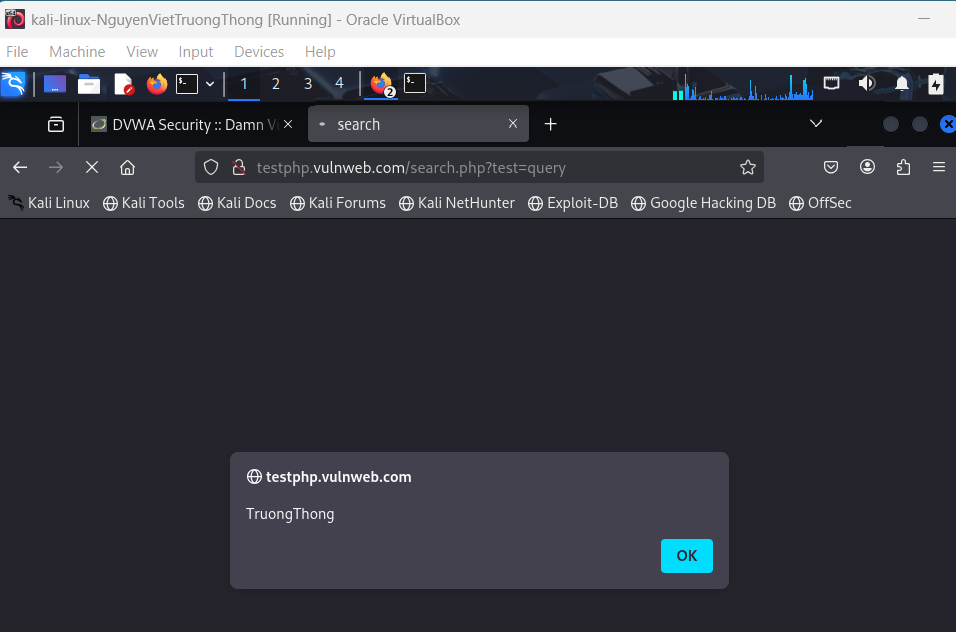 kali-linux-NguyenVietTruongThong [Running] - Oracle VirtualBox
File Machine View Input Devices Help
1 2 3 4 2
DVWA Security :: Damn Vu search
testphp.vulnweb.com/search.php?test=query
Kali Linux Kali Tools Kali Docs Kali Forums Kali NetHunter Exploit-DB Google Hacking DB OffSec
testphp.vulnweb.com
TruongThong
OK